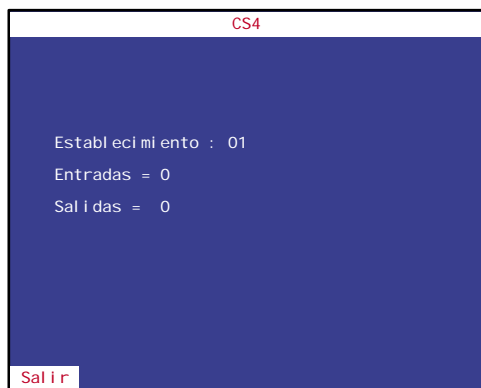 CS4
Establecimiento : 01
Entradas = 0
Salidas = 0
Salir